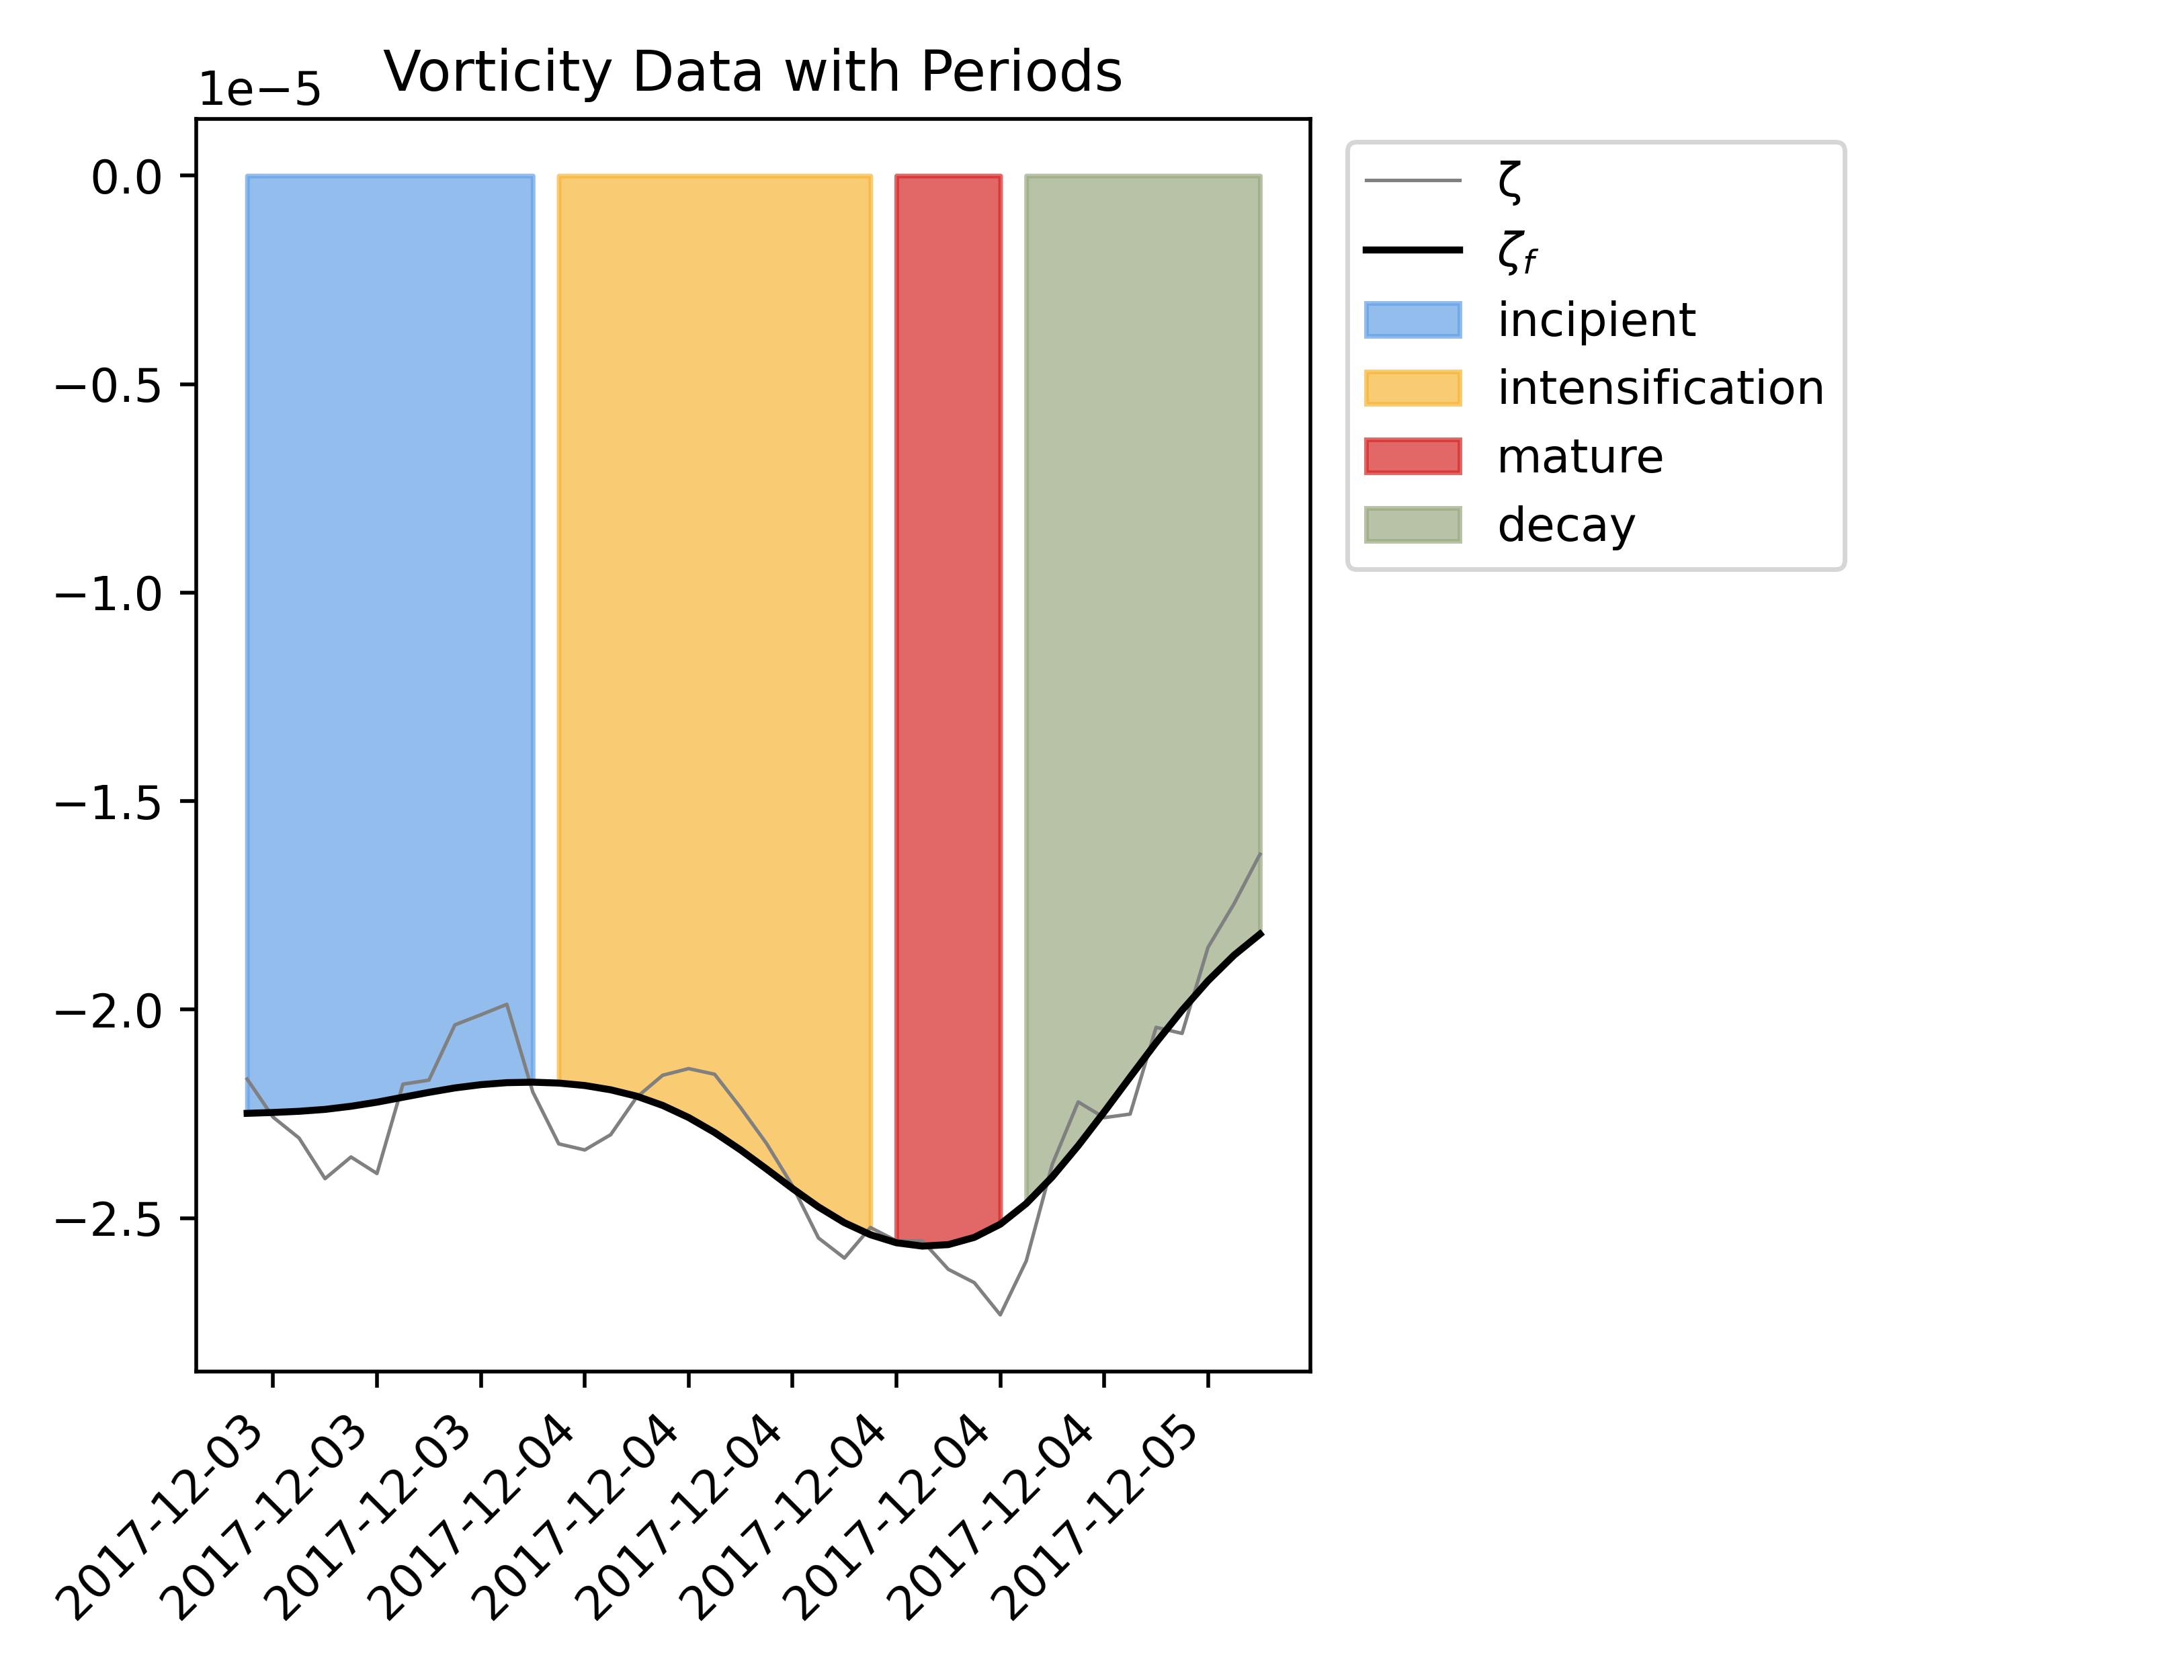 Vorticity Data with Periods
1e−5
0.0
−0.5
−1.0
−1.5
−2.0
−2.5
2017-12-03
2017-12-03
2017-12-03
2017-12-04
2017-12-04
2017-12-04
2017-12-04
2017-12-04
2017-12-04
2017-12-05
ζ
ζf
incipient
intensification
mature
decay